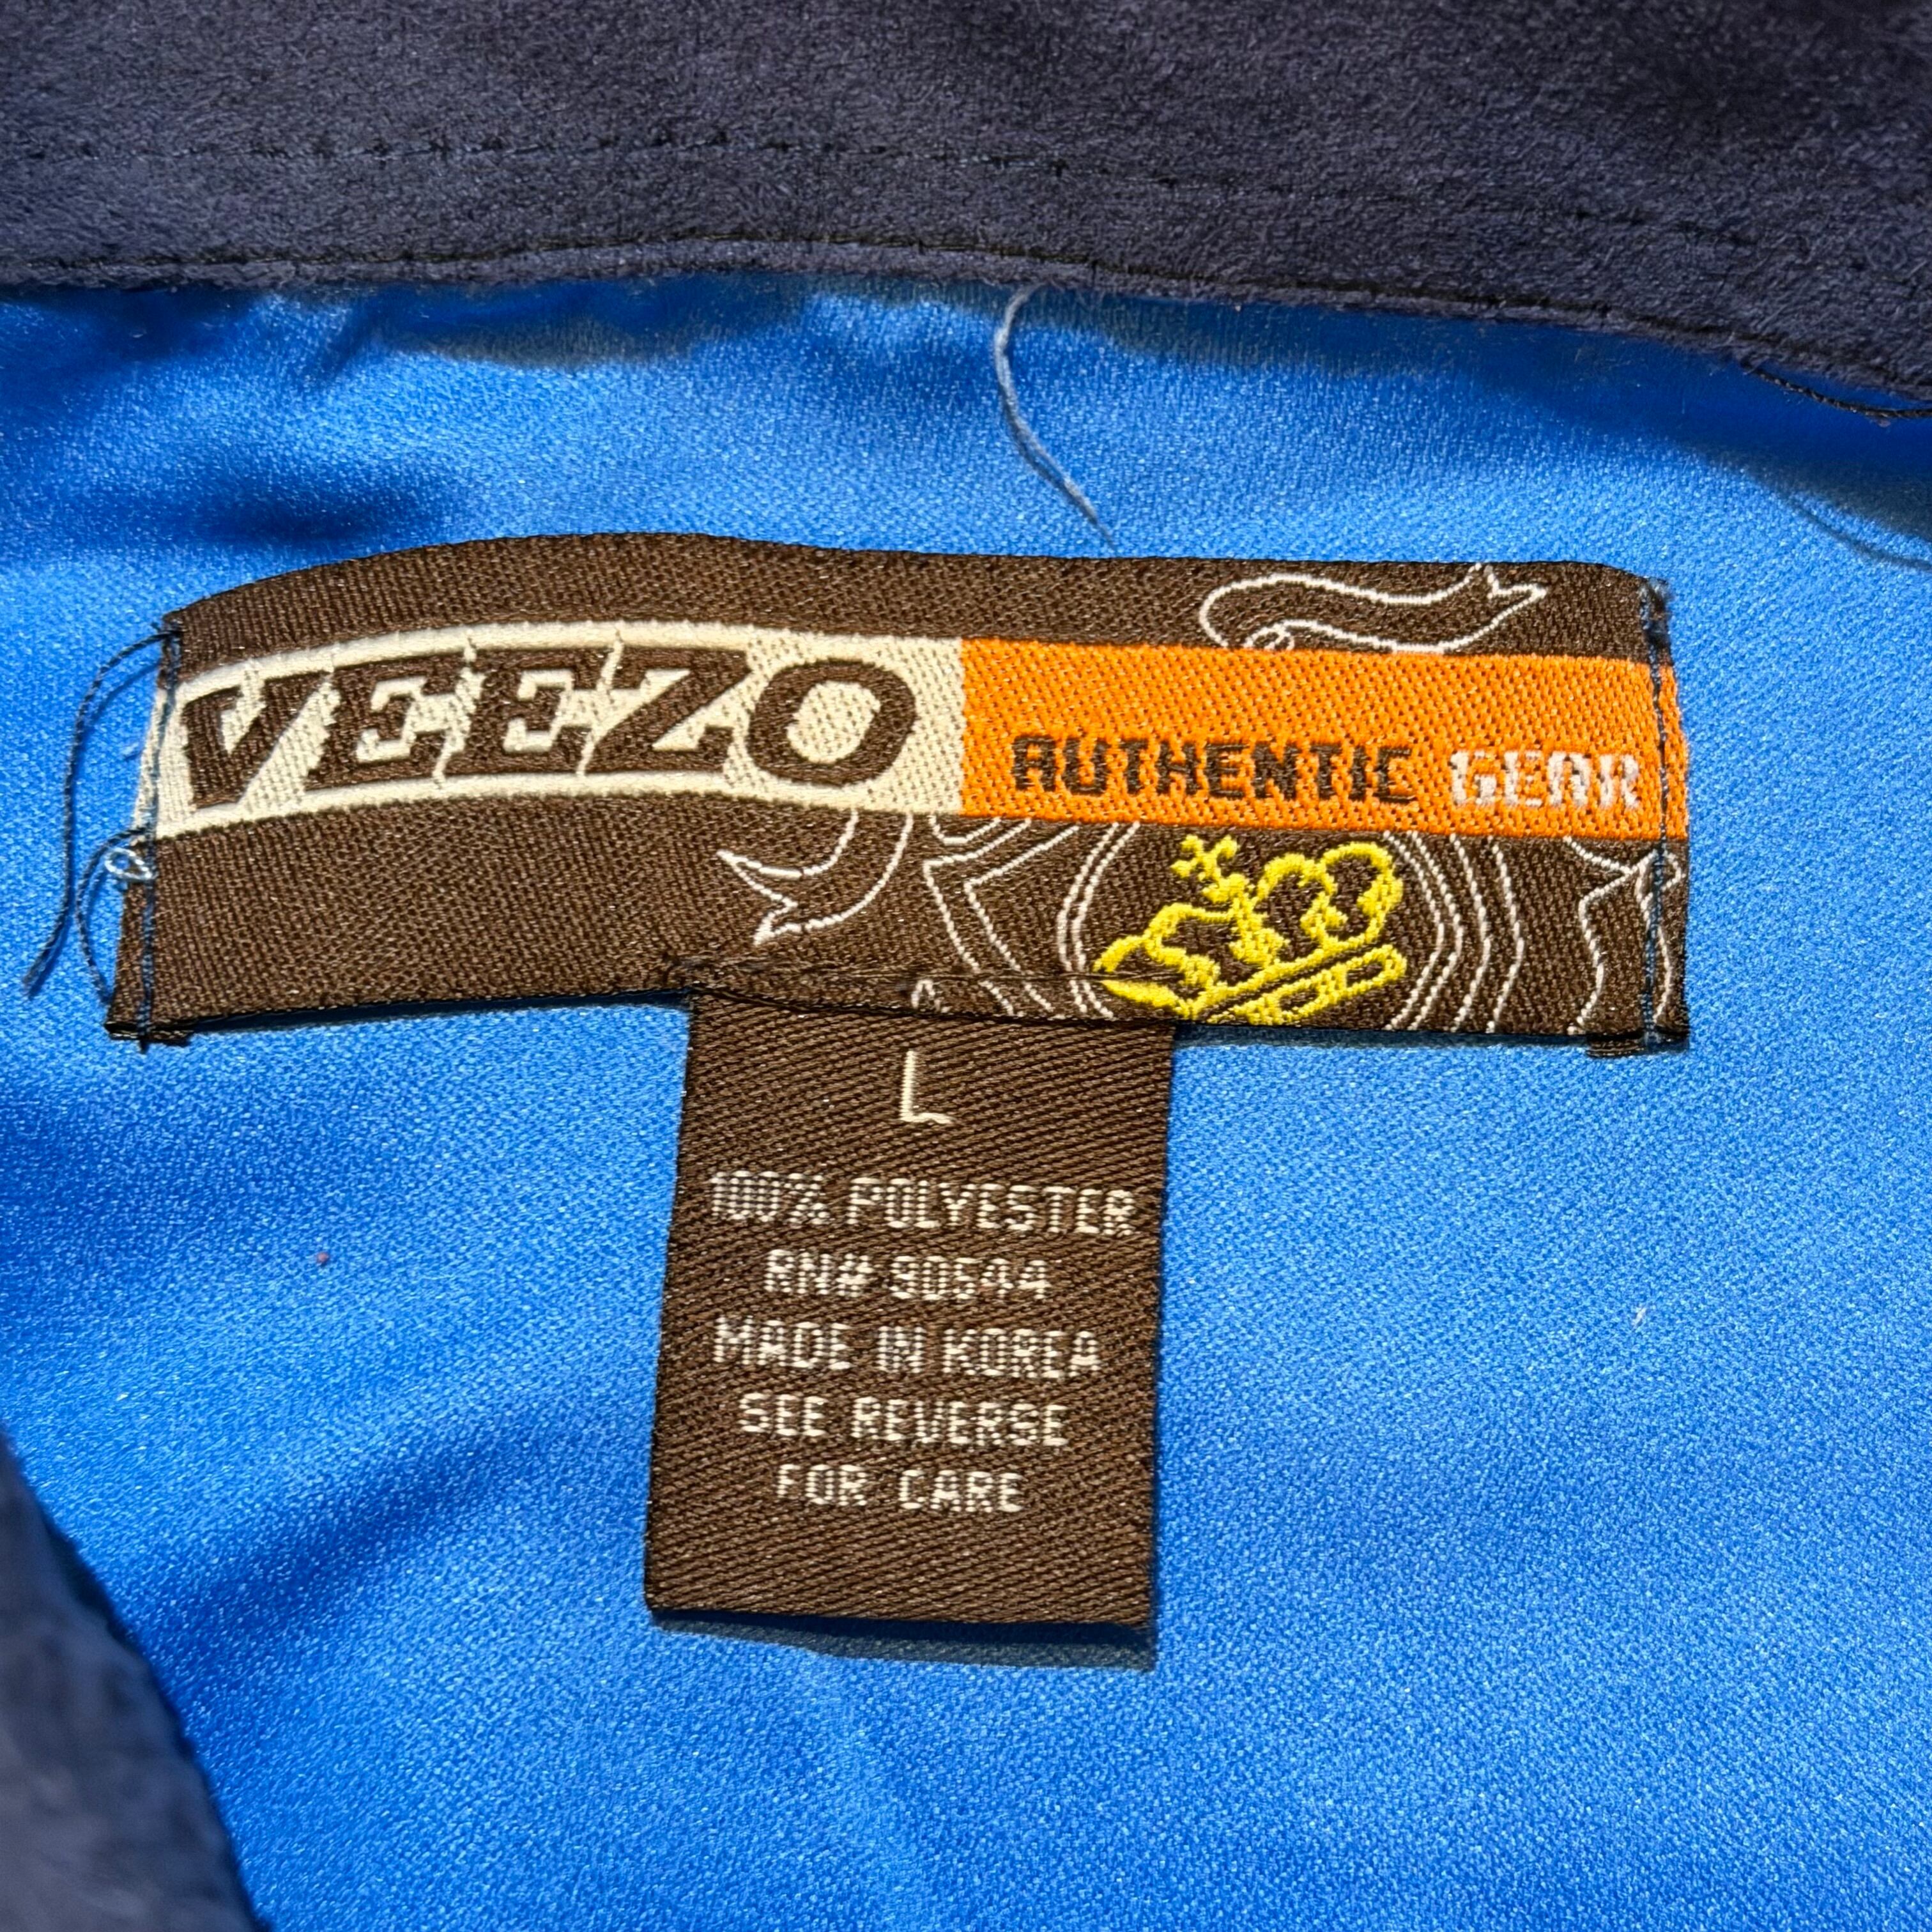 VEEZO AUTHENTIC GEAR
L
100% POLYESTER
RN# 90544
MADE IN KOREA
SEE REVERSE
FOR CARE